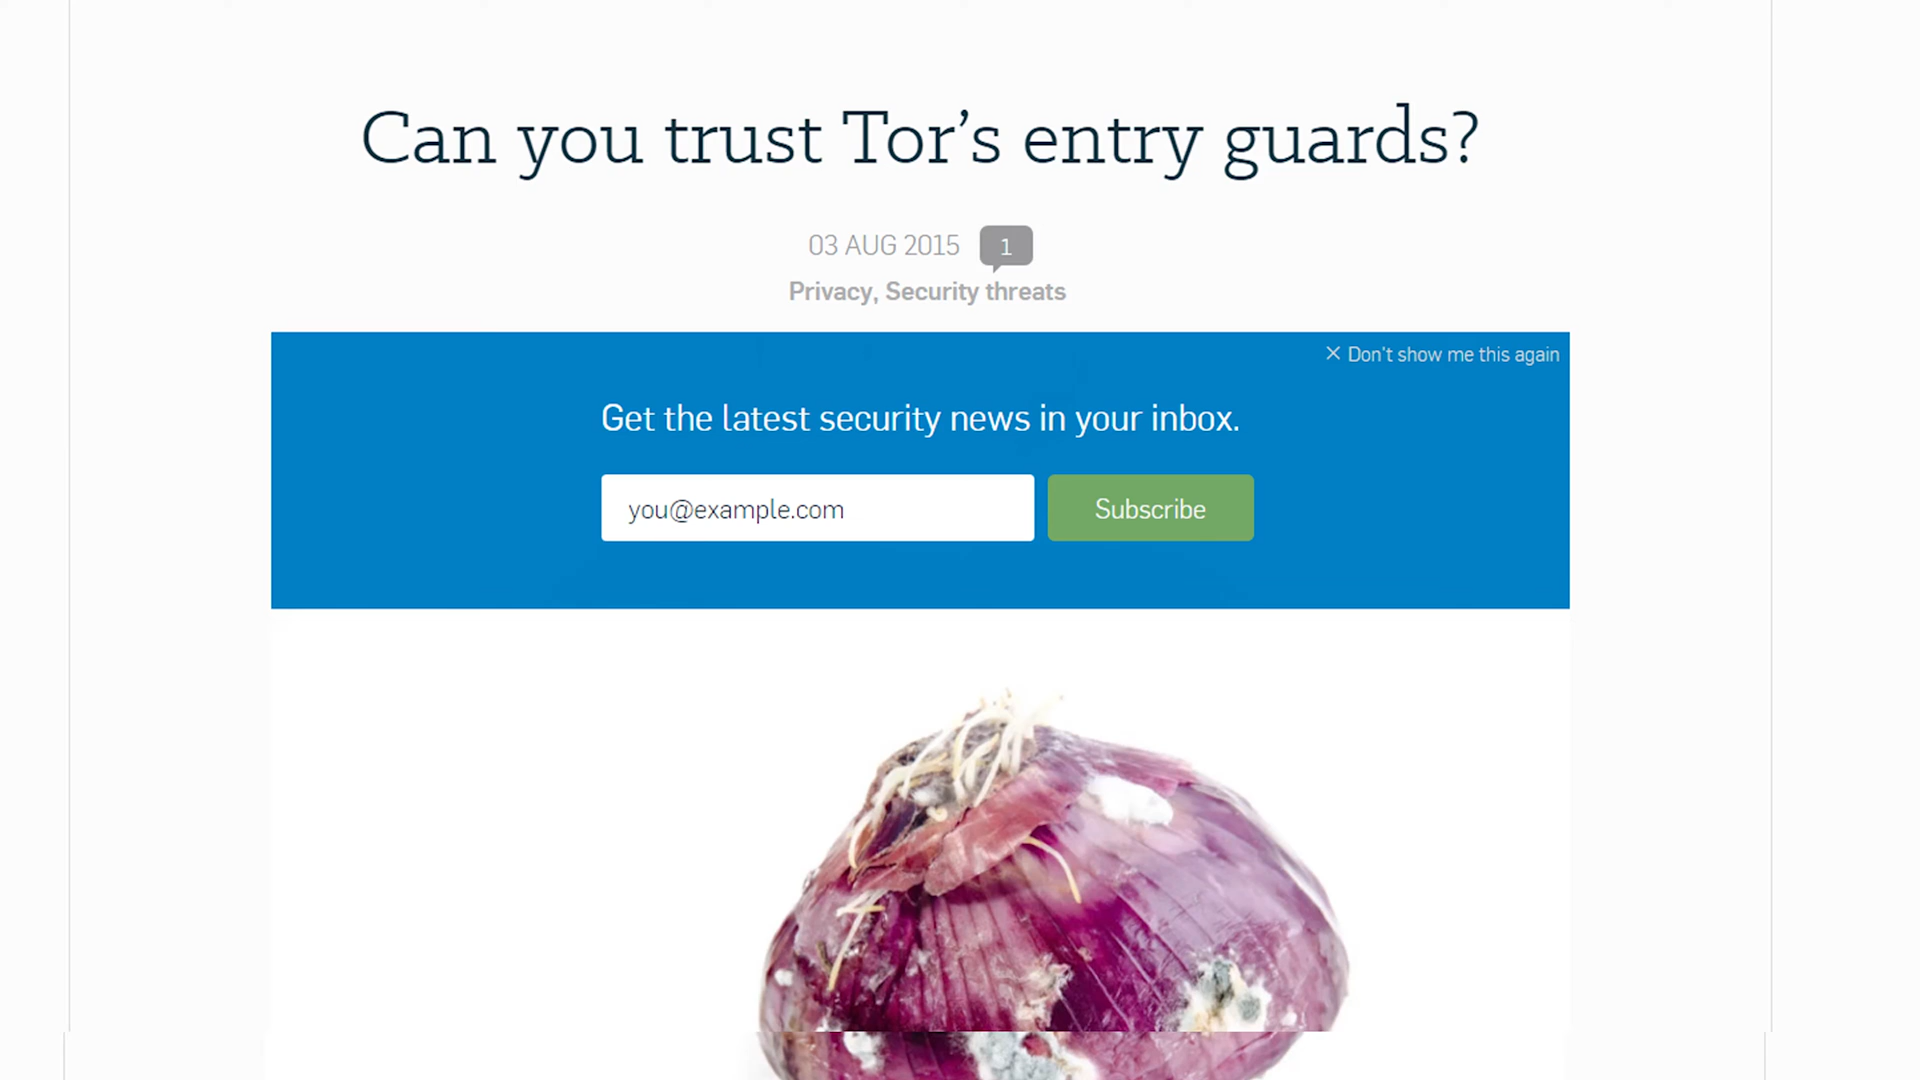 Can you trust Tor’s entry guards?
03 AUG 2015 1
Privacy, Security threats
× Don't show me this again
Get the latest security news in your inbox.
you@example.com Subscribe